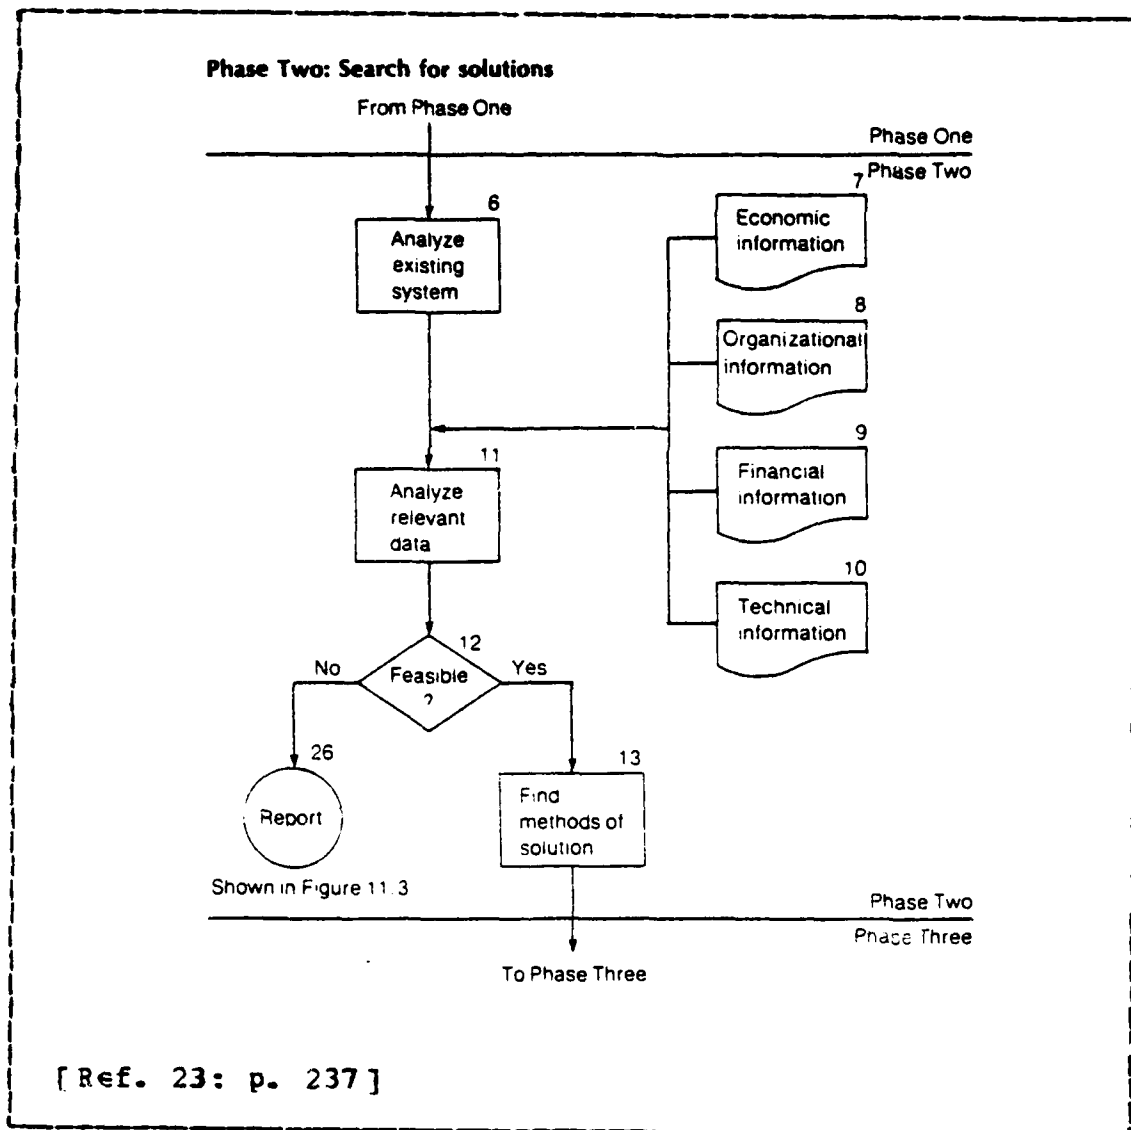 Phase Two: Search for solutions
From Phase One
Phase One
Phase Two
6
Analyze
existing
system
7
Economic
information
8
Organizational
information
9
Financial
information
10
Technical
information
11
Analyze
relevant
data
12
Feasible
?
No
Yes
26
Report
Shown in Figure 11.3
13
Find
methods of
solution
Phase Two
Phase Three
To Phase Three
[Ref. 23: p. 237]